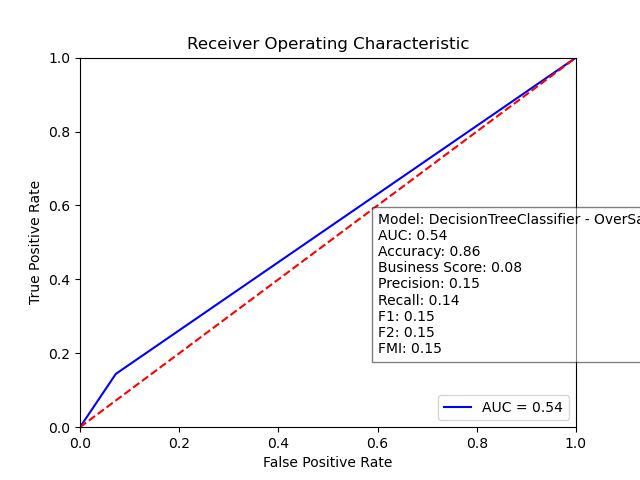 Receiver Operating Characteristic
1.0
0.8
0.6
0.4
0.2
0.0
True Positive Rate
Model: DecisionTreeClassifier - OverSa
AUC: 0.54
Accuracy: 0.86
Business Score: 0.08
Precision: 0.15
Recall: 0.14
F1: 0.15
F2: 0.15
FMI: 0.15
AUC = 0.54
0.0 0.2 0.4 0.6 0.8 1.0
False Positive Rate